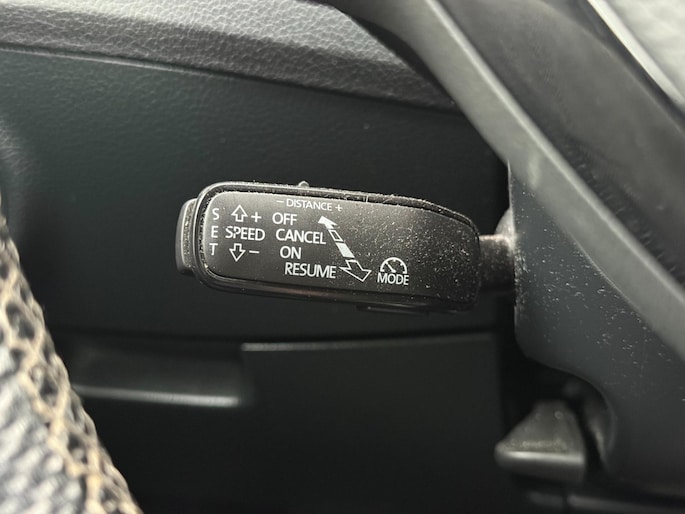 - DISTANCE +
S + OFF
E SPEED CANCEL
T - ON
RESUME
MODE